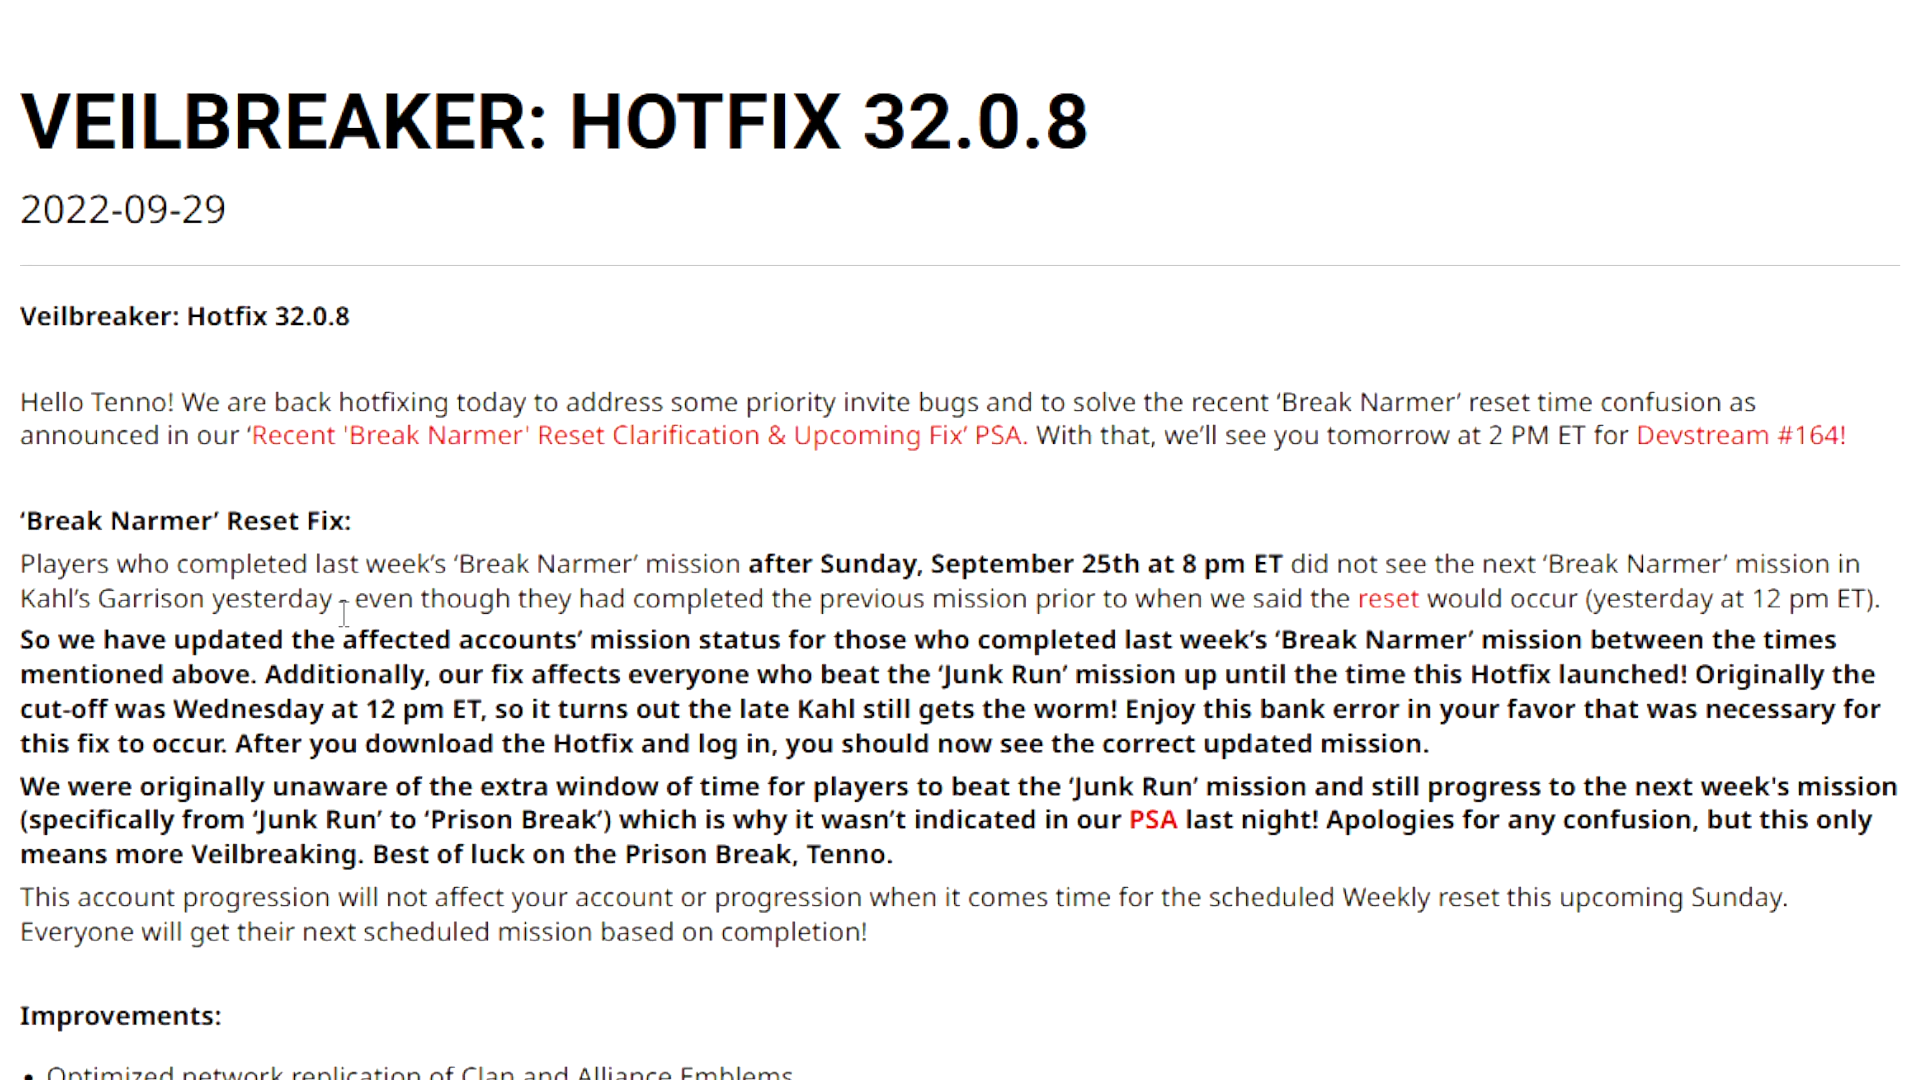 VEILBREAKER: HOTFIX 32.0.8
2022-09-29
Veilbreaker: Hotfix 32.0.8
Hello Tenno! We are back hotfixing today to address some priority invite bugs and to solve the recent ‘Break Narmer’ reset time confusion as
announced in our ‘Recent 'Break Narmer' Reset Clarification & Upcoming Fix’ PSA. With that, we’ll see you tomorrow at 2 PM ET for Devstream #164!
‘Break Narmer’ Reset Fix:
Players who completed last week’s ‘Break Narmer’ mission after Sunday, September 25th at 8 pm ET did not see the next ‘Break Narmer’ mission in
Kahl’s Garrison yesterday - even though they had completed the previous mission prior to when we said the reset would occur (yesterday at 12 pm ET).
So we have updated the affected accounts’ mission status for those who completed last week’s ‘Break Narmer’ mission between the times
mentioned above. Additionally, our fix affects everyone who beat the ‘Junk Run’ mission up until the time this Hotfix launched! Originally the
cut-off was Wednesday at 12 pm ET, so it turns out the late Kahl still gets the worm! Enjoy this bank error in your favor that was necessary for
this fix to occur. After you download the Hotfix and log in, you should now see the correct updated mission.
We were originally unaware of the extra window of time for players to beat the ‘Junk Run’ mission and still progress to the next week's mission
(specifically from ‘Junk Run’ to ‘Prison Break’) which is why it wasn’t indicated in our PSA last night! Apologies for any confusion, but this only
means more Veilbreaking. Best of luck on the Prison Break, Tenno.
This account progression will not affect your account or progression when it comes time for the scheduled Weekly reset this upcoming Sunday.
Everyone will get their next scheduled mission based on completion!
Improvements:
• Optimized network replication of Clan and Alliance Emblems.